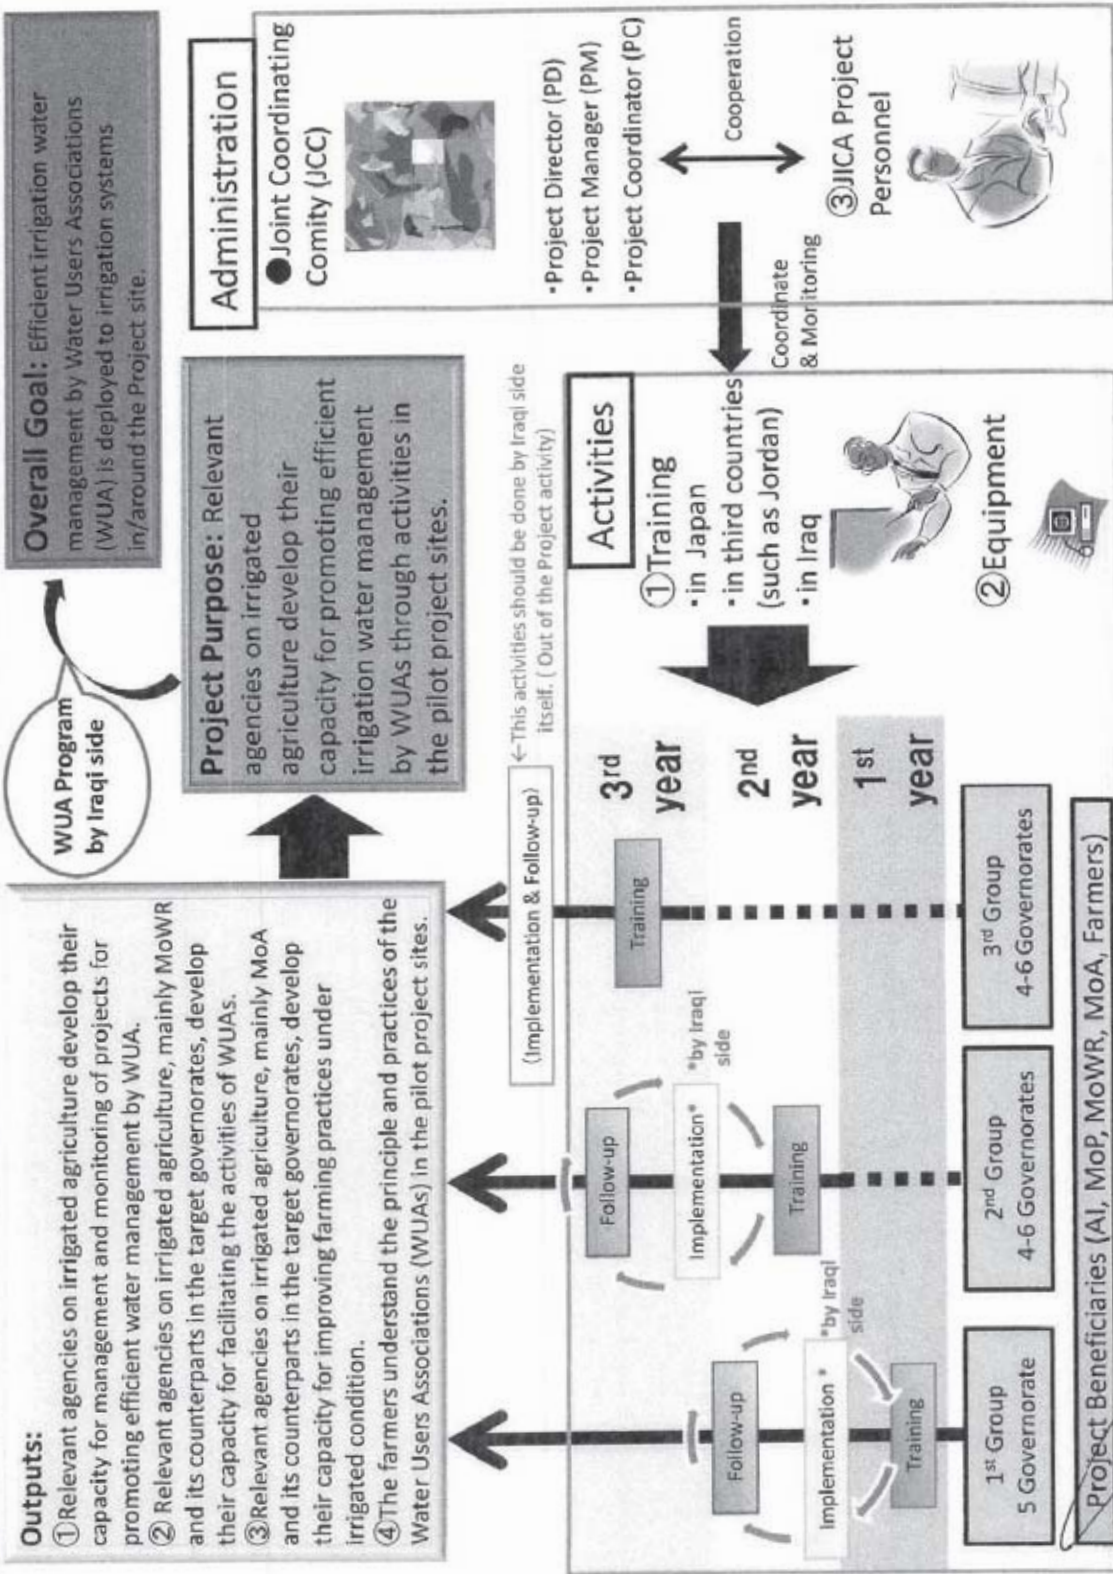 Outputs:
①Relevant agencies on irrigated agriculture develop their
capacity for management and monitoring of projects for
promoting efficient water management by WUA.
② Relevant agencies on irrigated agriculture, mainly MoWR
and its counterparts in the target governorates, develop
their capacity for facilitating the activities of WUAs.
③Relevant agencies on irrigated agriculture, mainly MoA
and its counterparts in the target governorates, develop
their capacity for improving farming practices under
irrigated condition.
④The farmers understand the principle and practices of the
Water Users Associations (WUAs) in the pilot project sites.
WUA Program
by Iraqi side
Overall Goal: Efficient irrigation water
management by Water Users Associations
(WUA) is deployed to irrigation systems
in/around the Project site.
Project Purpose: Relevant
agencies on irrigated
agriculture develop their
capacity for promoting efficient
irrigation water management
by WUAs through activities in
the pilot project sites.
(Implementation & Follow-up)
←This activities should be done by Iraqi side
itself. ( Out of the Project activity)
Administration
●Joint Coordinating
Comity (JCC)
・Project Director (PD)
・Project Manager (PM)
・Project Coordinator (PC)
Cooperation
③JICA Project
Personnel
Coordinate
& Monitoring
Activities
①Training
・in Japan
・in third countries
(such as Jordan)
・in Iraq
②Equipment
3rd
year
2nd
year
1st
year
Follow-up
Implementation *
*by Iraqi
side
Training
Follow-up
Implementation*
*by Iraqi
side
Training
Training
1st Group
5 Governorate
2nd Group
4-6 Governorates
3rd Group
4-6 Governorates
Project Beneficiaries (AI, MoP, MoWR, MoA, Farmers)